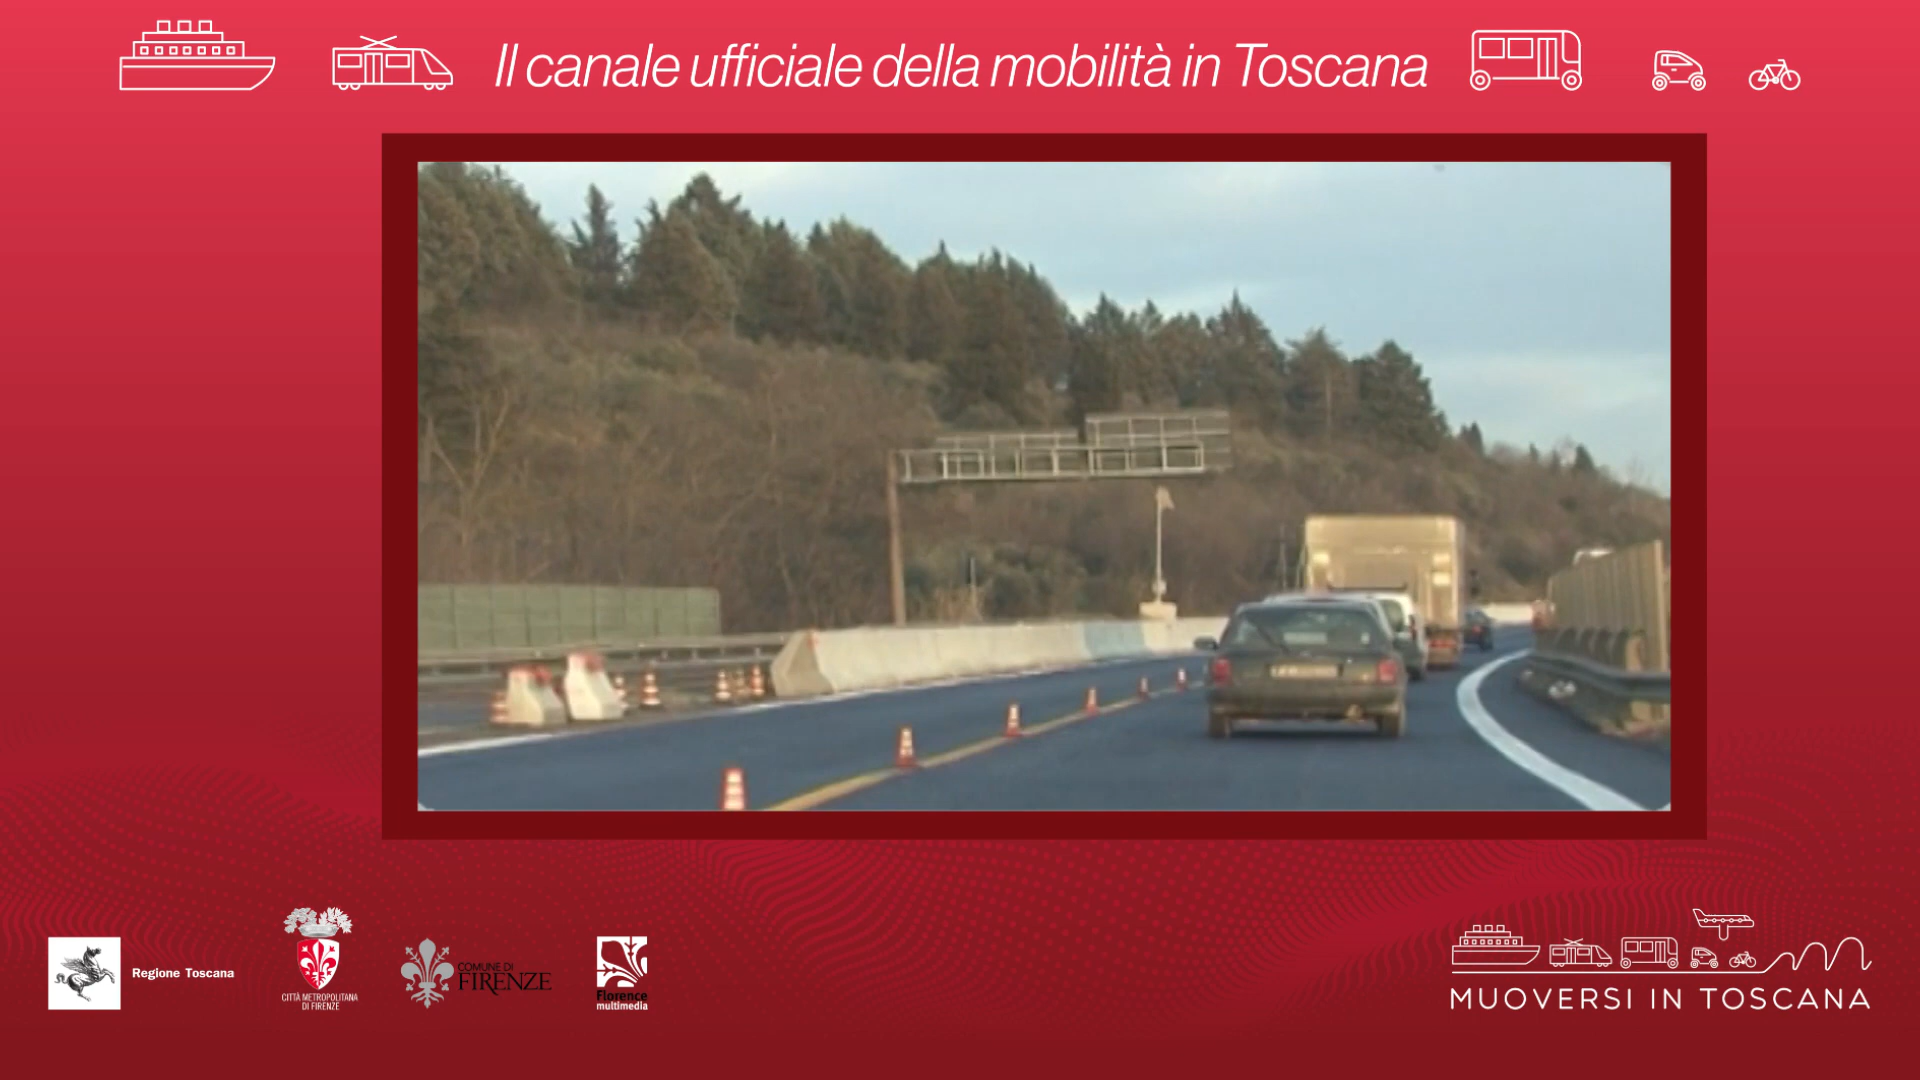 Il canale ufficiale della mobilità in Toscana
Regione Toscana
CITTÀ METROPOLITANA
DI FIRENZE
COMUNE DI
FIRENZE
Florence
multimedia
MUOVERSI IN TOSCANA